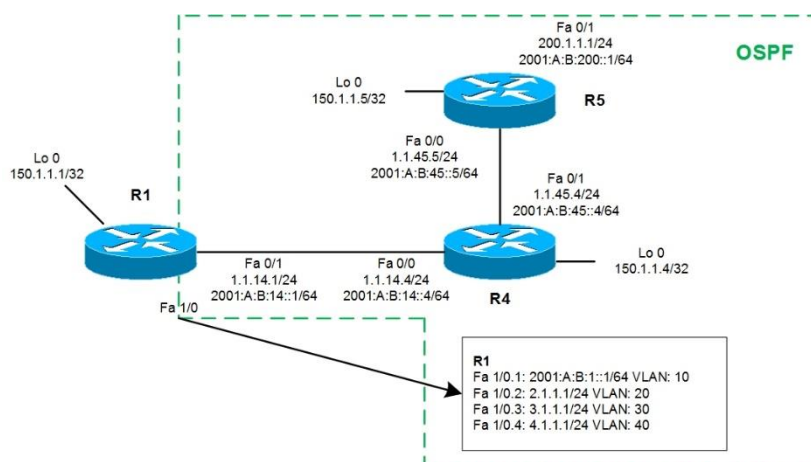 Fa 0/1
200.1.1.1/24
2001:A:B:200::1/64
OSPF
Lo 0
150.1.1.5/32
R5
Fa 0/0
1.1.45.5/24
2001:A:B:45::5/64
Lo 0
150.1.1.1/32
R1
Fa 0/1
1.1.45.4/24
2001:A:B:45::4/64
Lo 0
150.1.1.4/32
Fa 0/1
1.1.14.1/24
2001:A:B:14::1/64
Fa 0/0
1.1.14.4/24
2001:A:B:14::4/64
R4
Fa 1/0
R1
Fa 1/0.1: 2001:A:B:1::1/64 VLAN: 10
Fa 1/0.2: 2.1.1.1/24 VLAN: 20
Fa 1/0.3: 3.1.1.1/24 VLAN: 30
Fa 1/0.4: 4.1.1.1/24 VLAN: 40